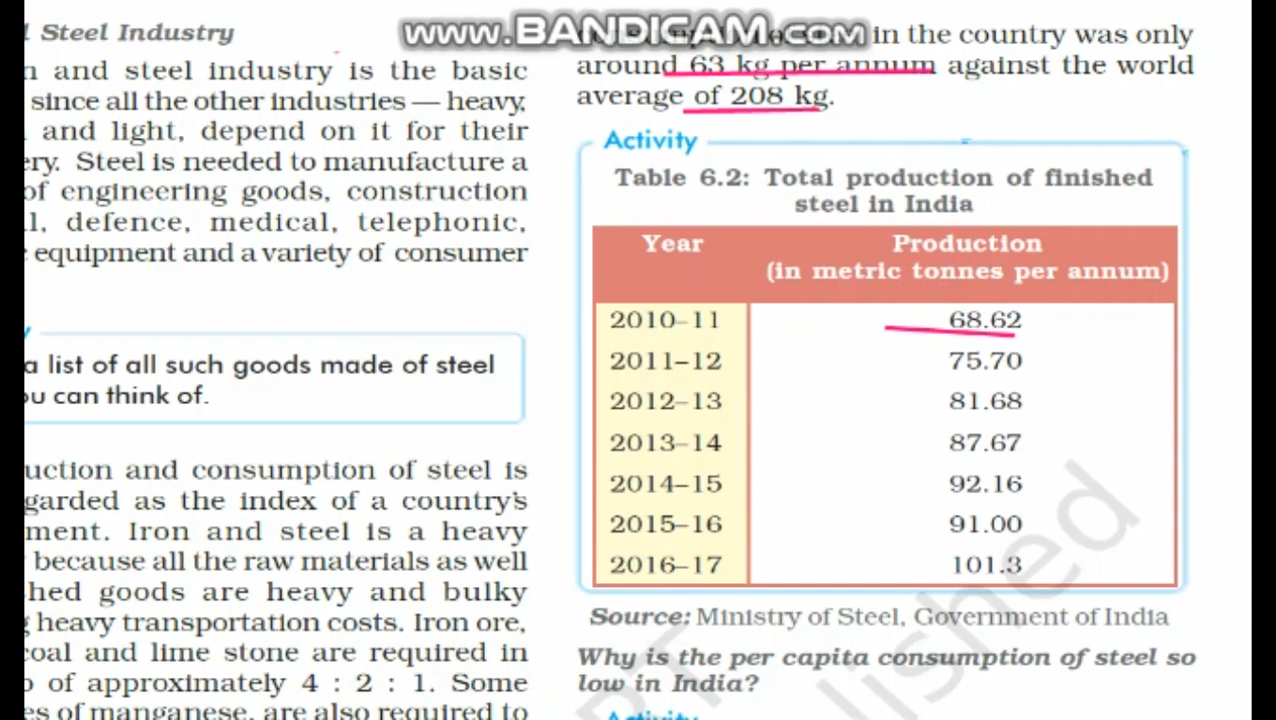 www.BANDICAM.com
l Steel Industry
n and steel industry is the basic
since all the other industries — heavy,
and light, depend on it for their
ery. Steel is needed to manufacture a
of engineering goods, construction
l, defence, medical, telephonic,
equipment and a variety of consumer
a list of all such goods made of steel
ou can think of.
uction and consumption of steel is
garded as the index of a country's
ment. Iron and steel is a heavy
because all the raw materials as well
hed goods are heavy and bulky
g heavy transportation costs. Iron ore,
coal and lime stone are required in
o of approximately 4 : 2 : 1. Some
es of manganese, are also required to
in the country was only
around 63 kg per annum against the world
average of 208 kg.
Activity
Table 6.2: Total production of finished
steel in India
Year Production
(in metric tonnes per annum)
2010–11 68.62
2011–12 75.70
2012–13 81.68
2013–14 87.67
2014–15 92.16
2015–16 91.00
2016–17 101.3
Source: Ministry of Steel, Government of India
Why is the per capita consumption of steel so
low in India?
Activity
lished